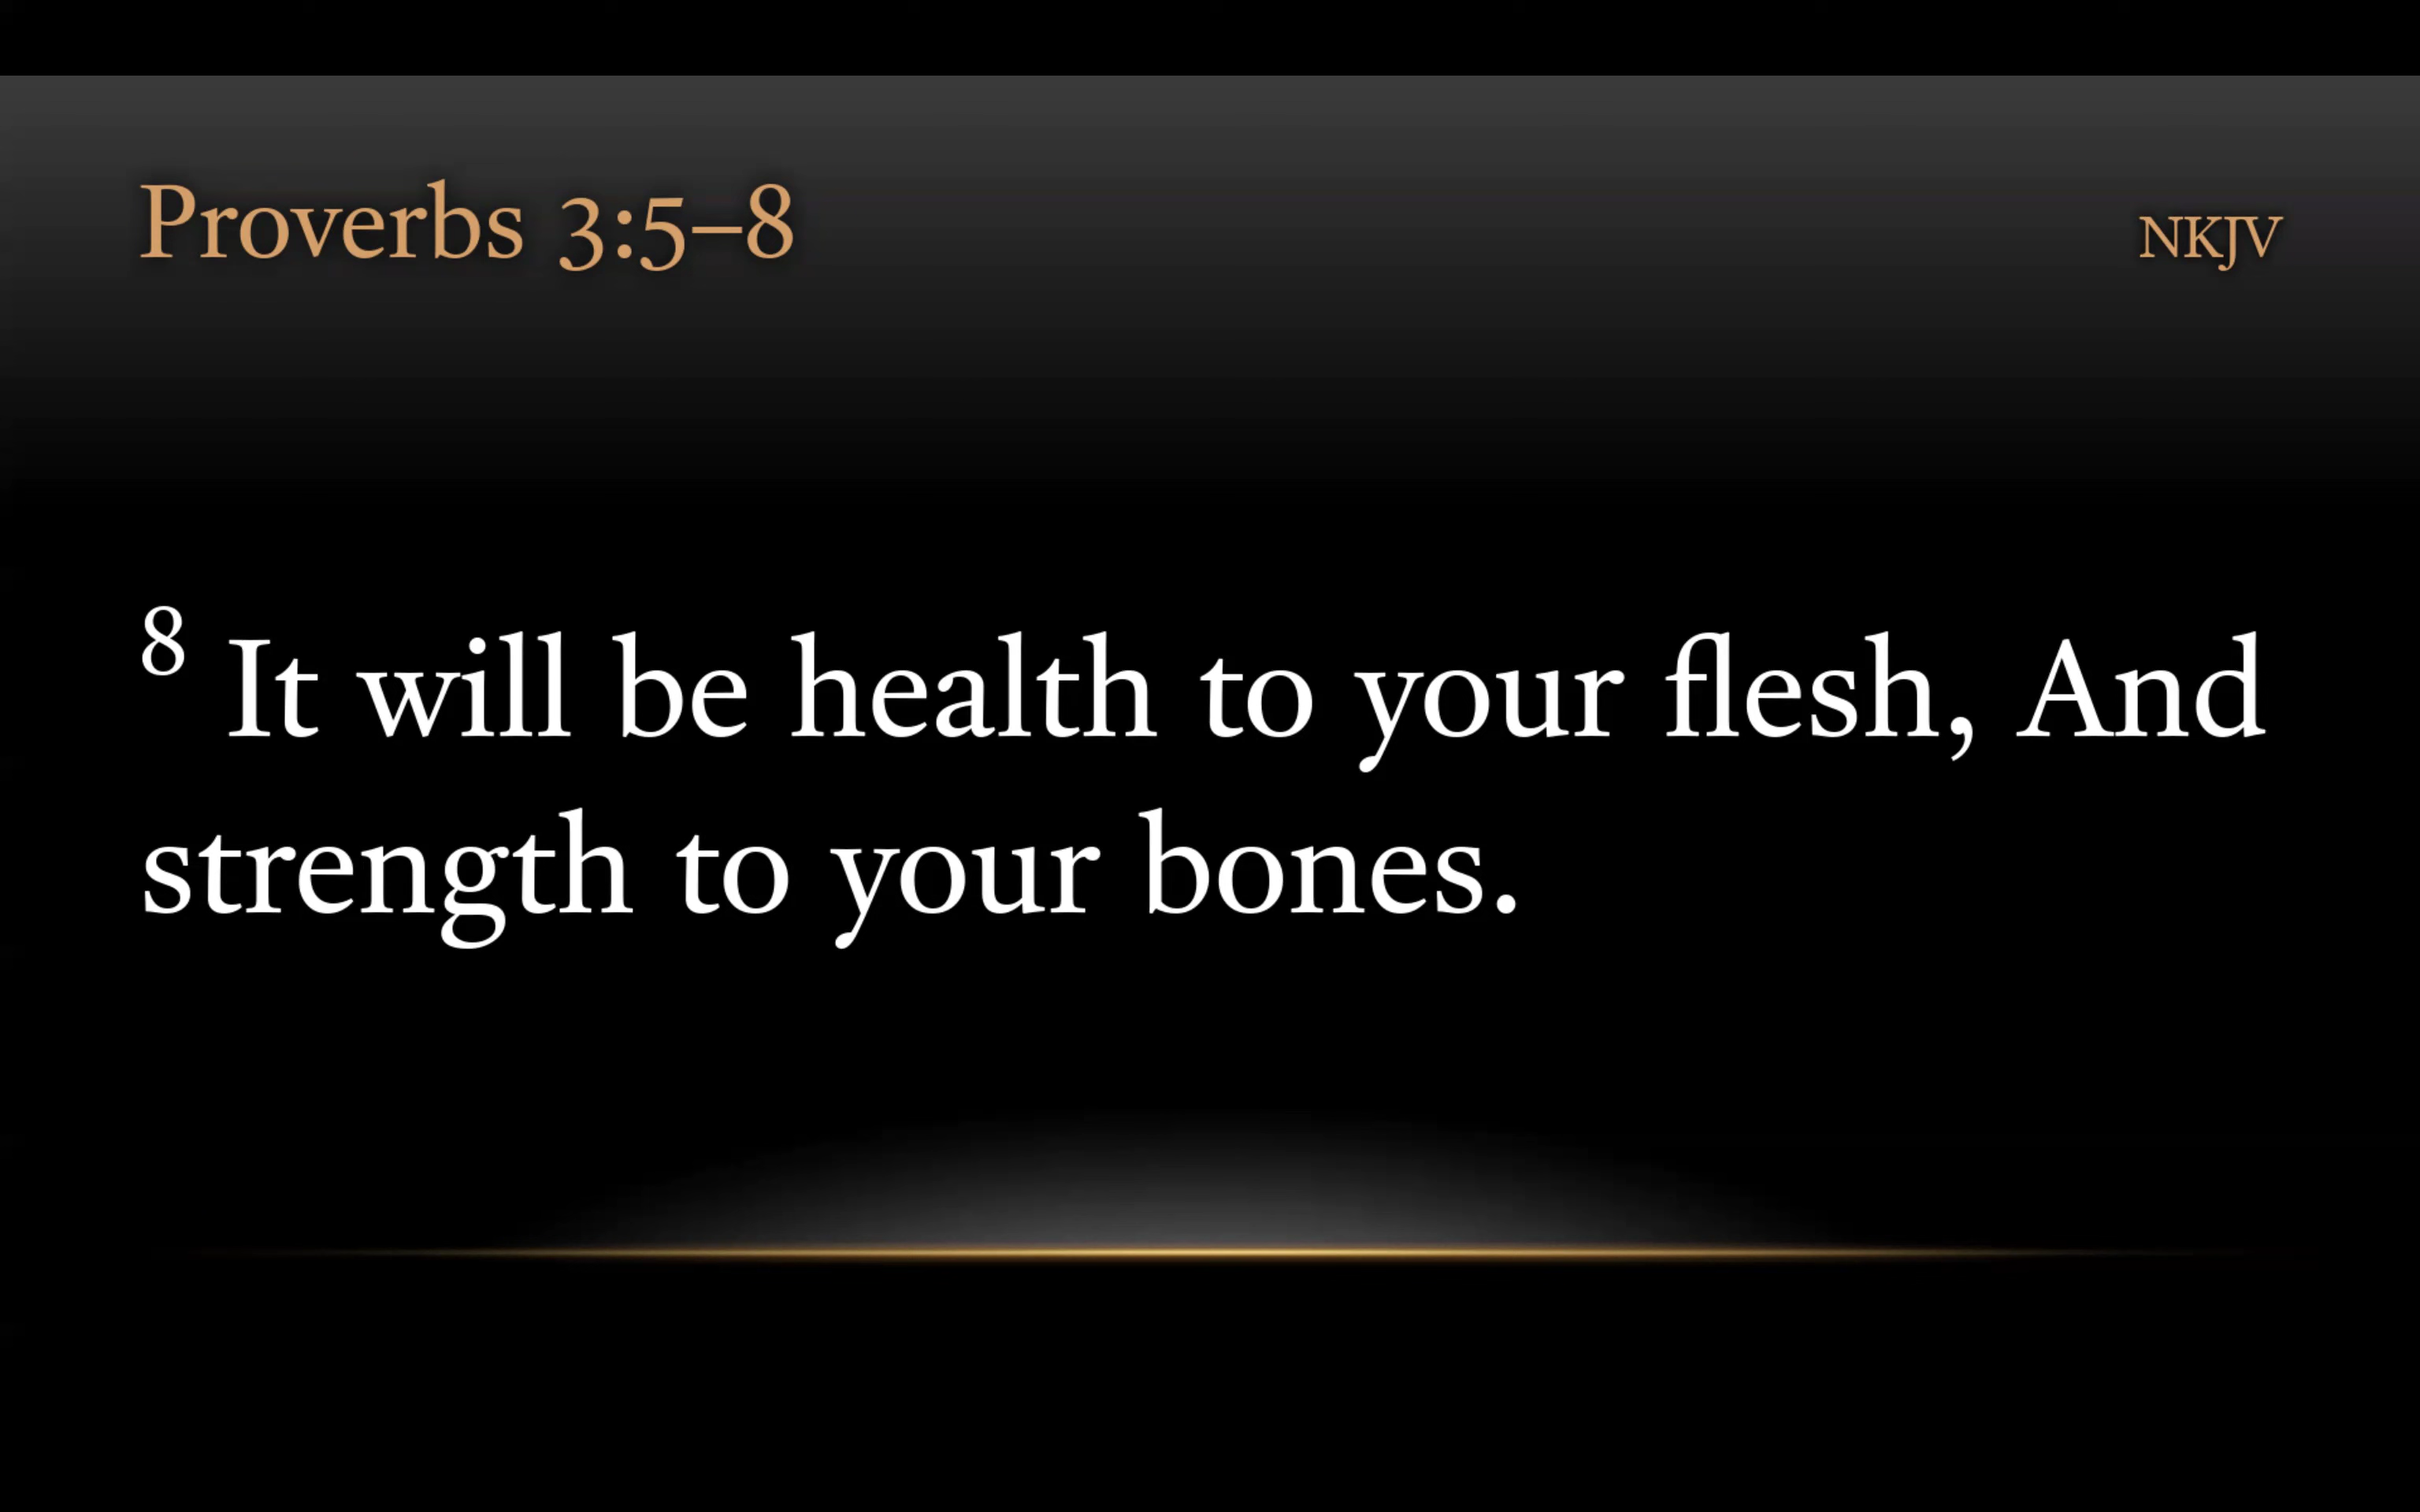 Proverbs 3:5–8
NKJV
8 It will be health to your flesh, And
strength to your bones.